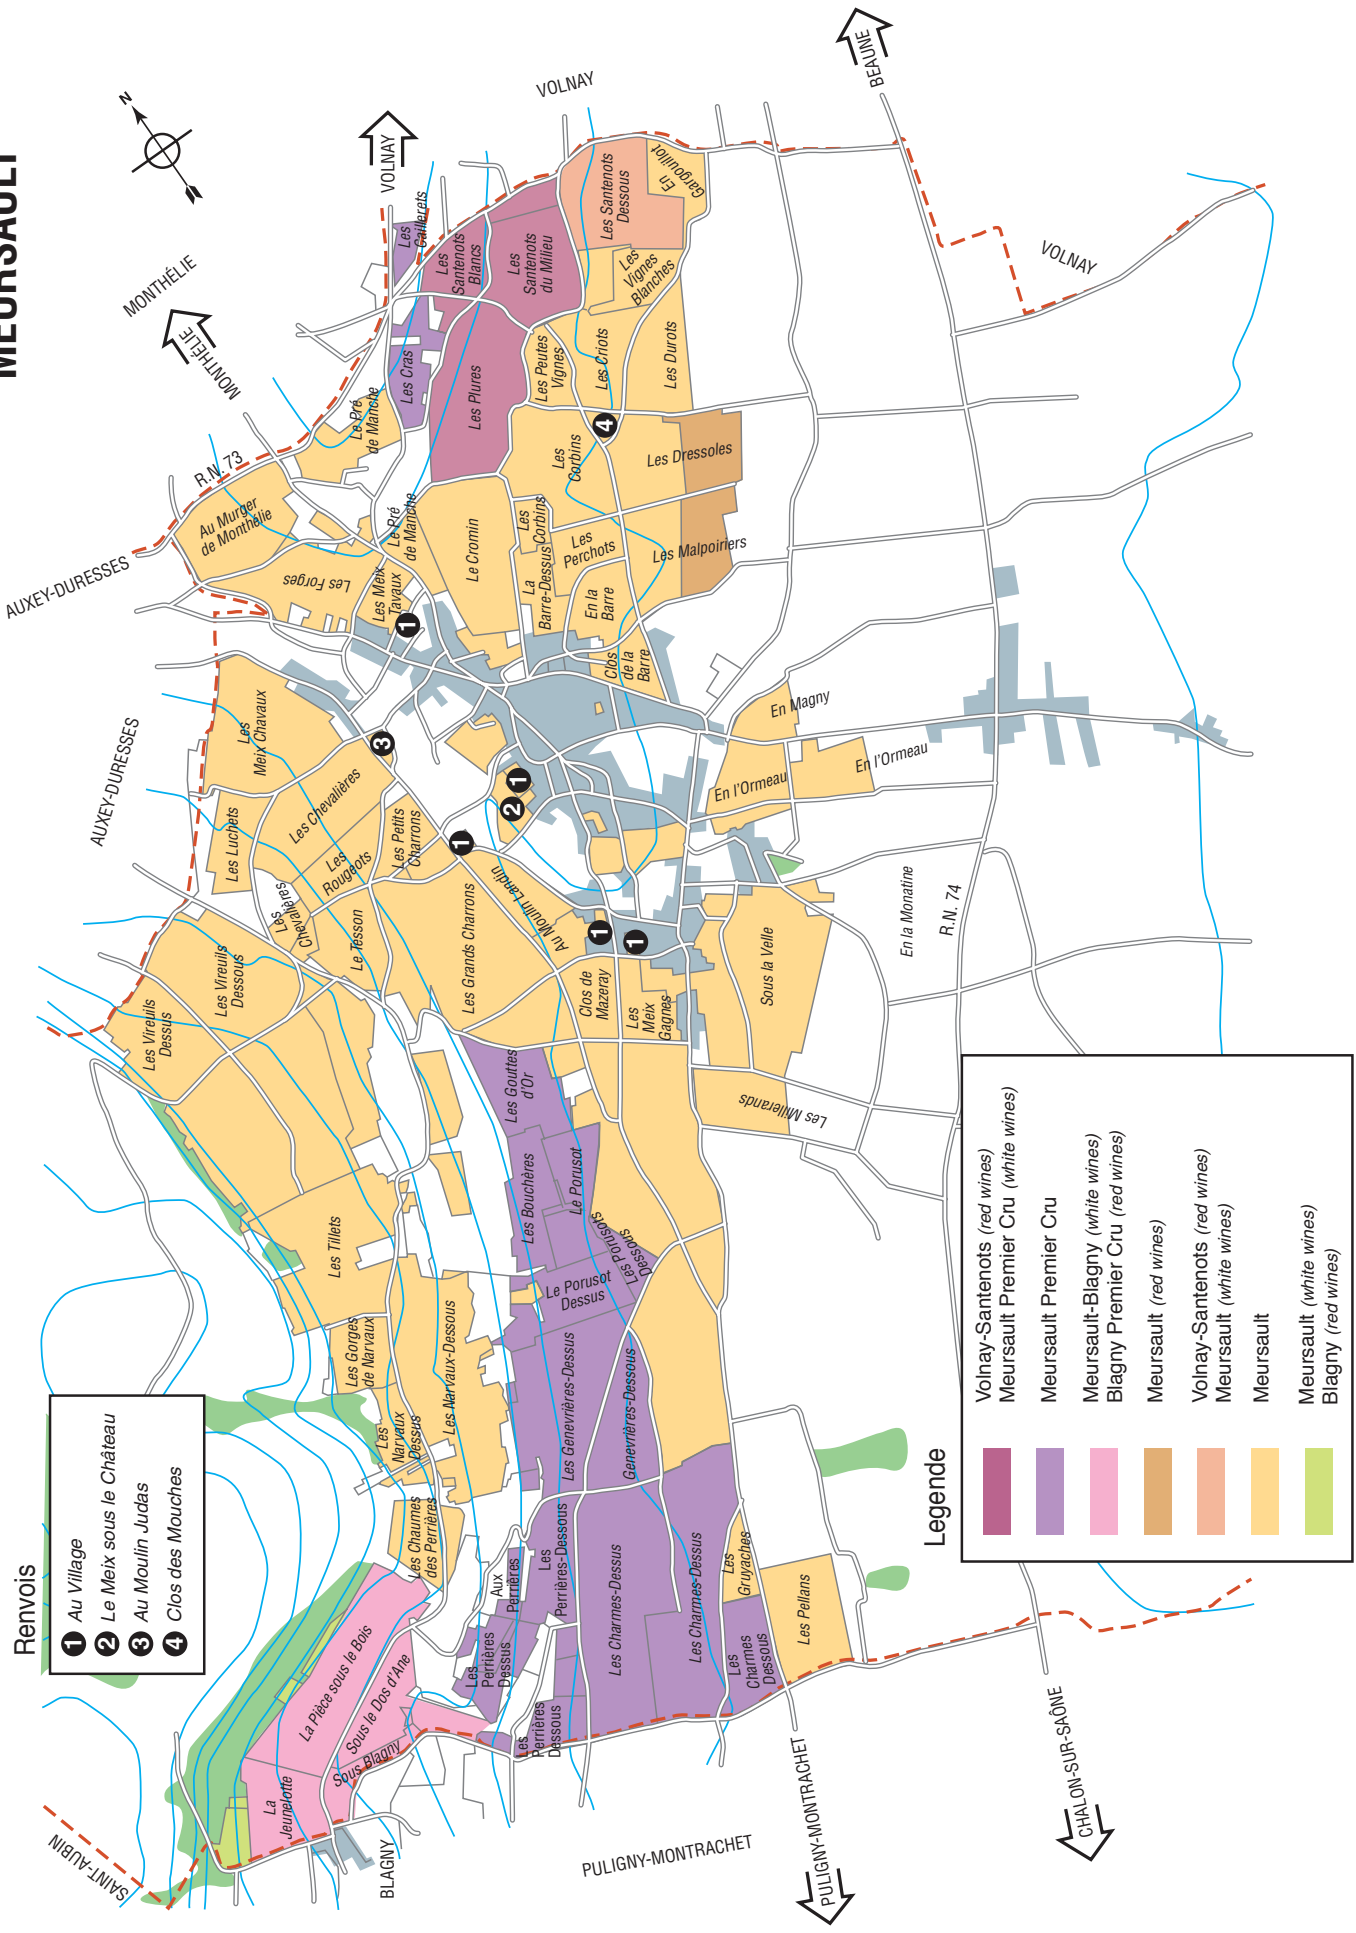 MEURSAULT
N
MONTHÉLIE
MONTHÉLIE
VOLNAY
VOLNAY
BEAUNE
VOLNAY
R.N. 73
AUXEY-DURESSES
AUXEY-DURESSES
Les
Caillerets
Les
Santenots
Blancs
Les
Santenots
du Milieu
Les Santenots
Dessous
En
Gargouillot
Les
Vignes
Blanches
Les Cras
Les Plures
Les Peutes
Vignes
Les Criots
Les Durots
Le Pré
de Manche
Au Murger
de Monthélie
Les Forges
Le Pré
de Manche
Les Meix
Tavaux
Le Cromin
Les
Corbins
Les
Corbins
La
Barre-Dessus
Les
Perchots
En la
Barre
Clos
de la
Barre
Les Dressoles
Les Malpoiriers
4
1
3
1
2
1
1
1
Les
Meix Chavaux
Les Luchets
Les Chevalières
Les
Rougeots
Les Petits
Charrons
Les
Chevalières
Le Tesson
Les Grands Charrons
Au Moulin Landin
En Magny
En l'Ormeau
En l'Ormeau
En la Monatine
R.N. 74
Sous la Velle
Clos de
Mazeray
Les
Meix
Gagnes
Les Millerands
Les Vireuils
Dessous
Les Vireuils
Dessus
Les Gouttes
d'Or
Les Bouchères
Le Porusot
Les Porusots
Dessous
Le Porusot
Dessus
Les Tillets
Les Gorges
de Narvaux
Les Narvaux-Dessous
Les
Narvaux
Dessus
Les Genevrières-Dessus
Genevrières-Dessous
Les Chaumes
des Perrières
Aux
Perrières
Les
Perrières-Dessous
Les
Perrières
Dessus
Les
Perrières
Dessous
Les Charmes-Dessus
Les Charmes-Dessus
Les
Charmes
Dessous
Les
Gruyaches
Les Pellans
La Pièce sous le Bois
Sous le Dos d'Ane
Sous Blagny
La
Jeunelotte
SAINT-AUBIN
BLAGNY
PULIGNY-MONTRACHET
PULIGNY-MONTRACHET
CHALON-SUR-SAÔNE
Renvois
1 Au Village
2 Le Meix sous le Château
3 Au Moulin Judas
4 Clos des Mouches
Legende
Volnay-Santenots (red wines)
Meursault Premier Cru (white wines)
Meursault Premier Cru
Meursault-Blagny (white wines)
Blagny Premier Cru (red wines)
Meursault (red wines)
Volnay-Santenots (red wines)
Meursault (white wines)
Meursault
Meursault (white wines)
Blagny (red wines)